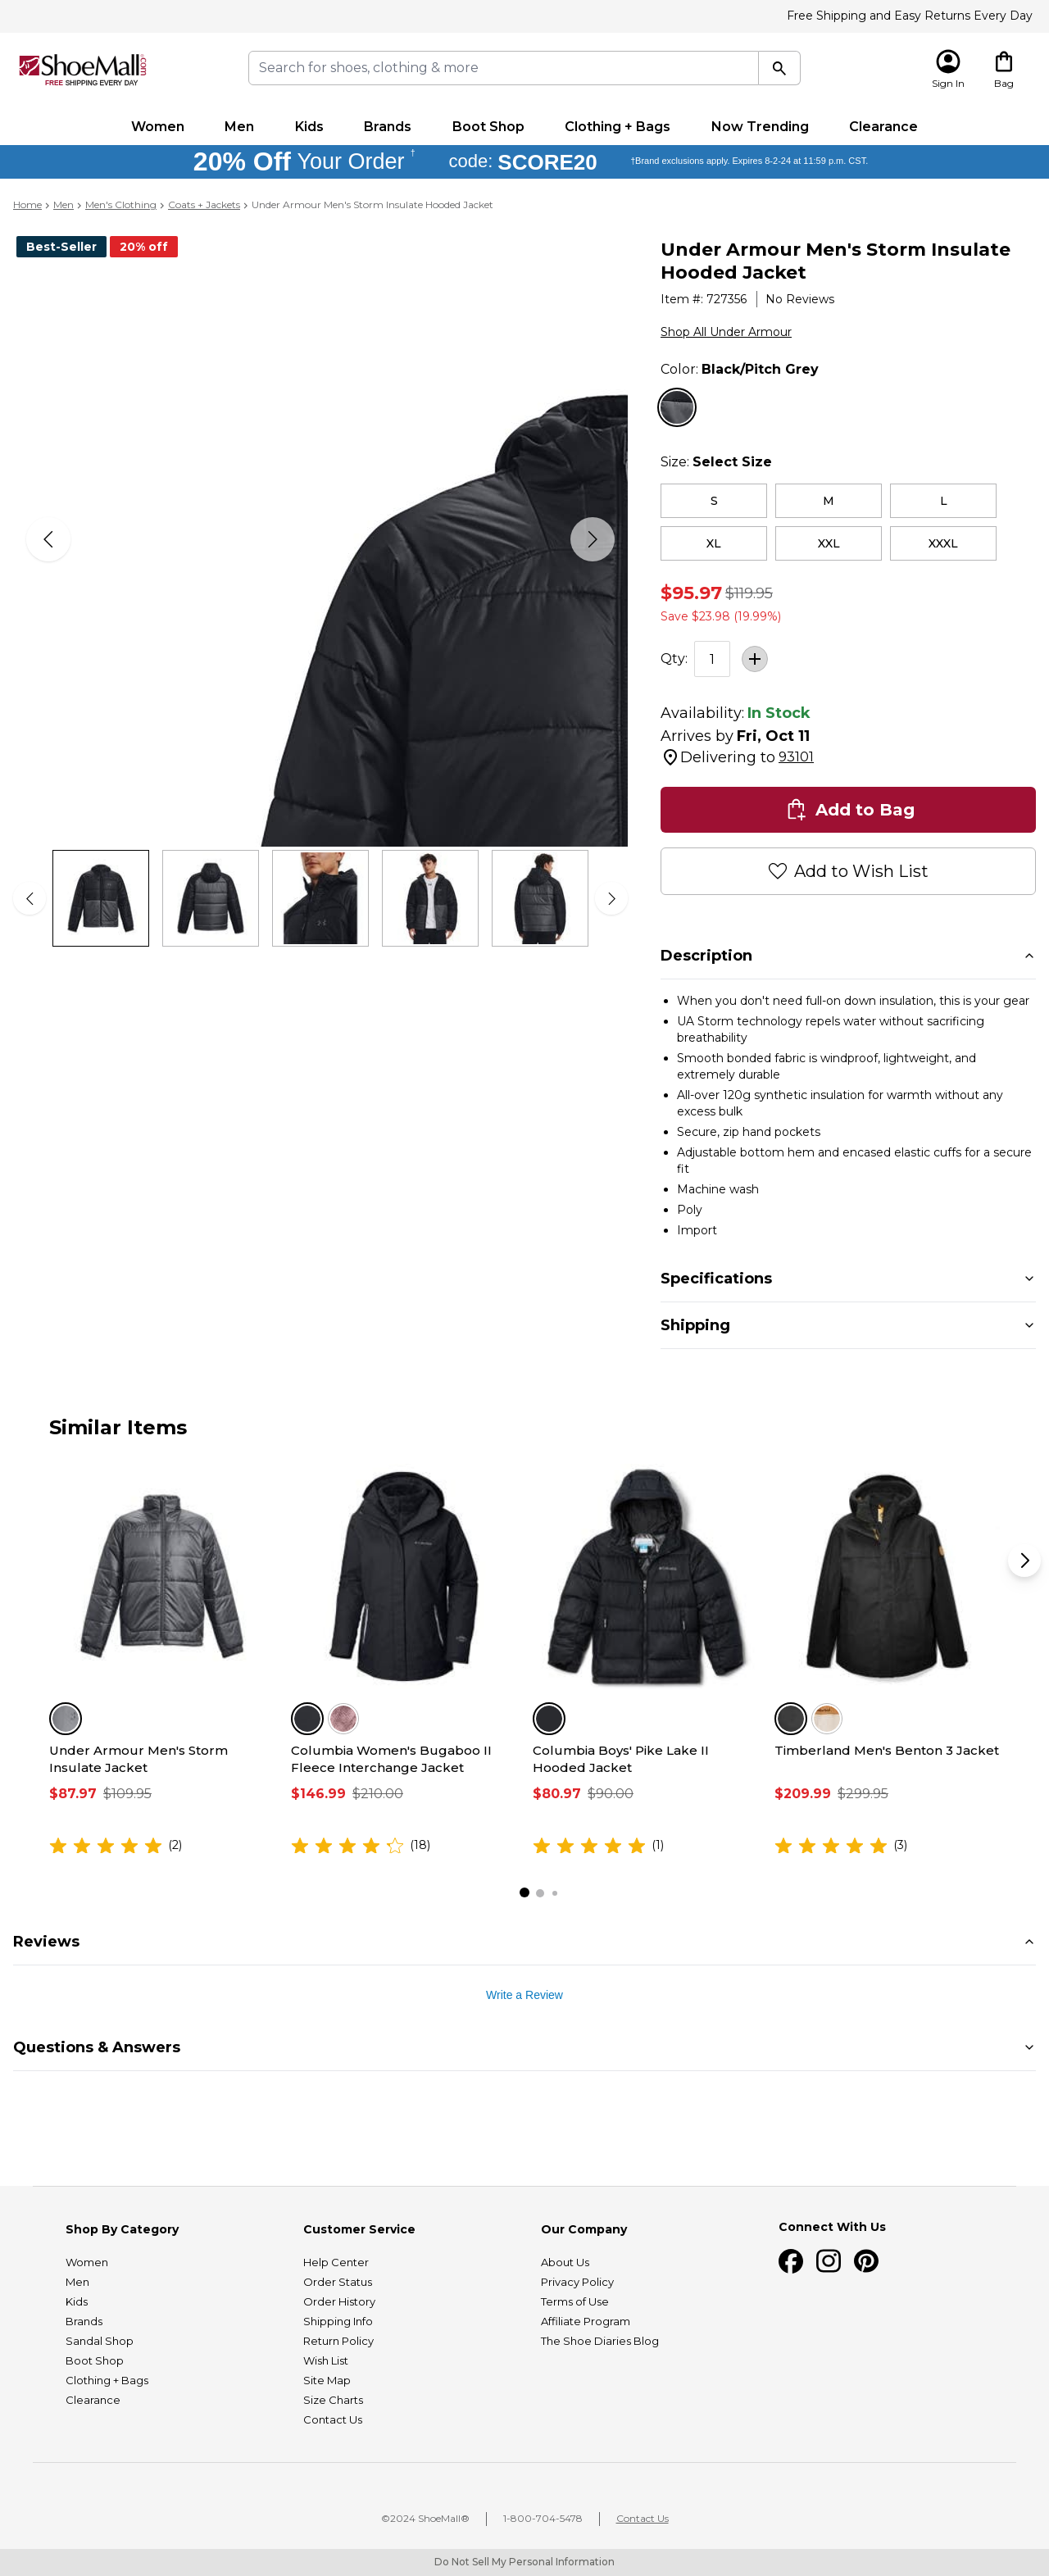 Free Shipping and Easy Returns Every Day
ShoeMall.com
FREE SHIPPING EVERY DAY
Search for shoes, clothing & more
Sign In
Bag
Women Men Kids Brands Boot Shop Clothing + Bags Now Trending Clearance
20% Off Your Order † code: SCORE20 †Brand exclusions apply. Expires 8-2-24 at 11:59 p.m. CST.
Home > Men > Men's Clothing > Coats + Jackets > Under Armour Men's Storm Insulate Hooded Jacket
Best-Seller 20% off
Under Armour Men's Storm Insulate
Hooded Jacket
Item #: 727356 | No Reviews
Shop All Under Armour
Color: Black/Pitch Grey
Size: Select Size
S M L
XL XXL XXXL
$95.97 $119.95
Save $23.98 (19.99%)
Qty: 1
Availability: In Stock
Arrives by Fri, Oct 11
Delivering to 93101
Add to Bag
Add to Wish List
Description
• When you don't need full-on down insulation, this is your gear
• UA Storm technology repels water without sacrificing
breathability
• Smooth bonded fabric is windproof, lightweight, and
extremely durable
• All-over 120g synthetic insulation for warmth without any
excess bulk
• Secure, zip hand pockets
• Adjustable bottom hem and encased elastic cuffs for a secure
fit
• Machine wash
• Poly
• Import
Specifications
Shipping
Similar Items
Under Armour Men's Storm
Insulate Jacket
$87.97 $109.95
(2)
Columbia Women's Bugaboo II
Fleece Interchange Jacket
$146.99 $210.00
(18)
Columbia Boys' Pike Lake II
Hooded Jacket
$80.97 $90.00
(1)
Timberland Men's Benton 3 Jacket
$209.99 $299.95
(3)
Reviews
Write a Review
Questions & Answers
Shop By Category
Women
Men
Kids
Brands
Sandal Shop
Boot Shop
Clothing + Bags
Clearance
Customer Service
Help Center
Order Status
Order History
Shipping Info
Return Policy
Wish List
Site Map
Size Charts
Contact Us
Our Company
About Us
Privacy Policy
Terms of Use
Affiliate Program
The Shoe Diaries Blog
Connect With Us
©2024 ShoeMall® | 1-800-704-5478 | Contact Us
Do Not Sell My Personal Information